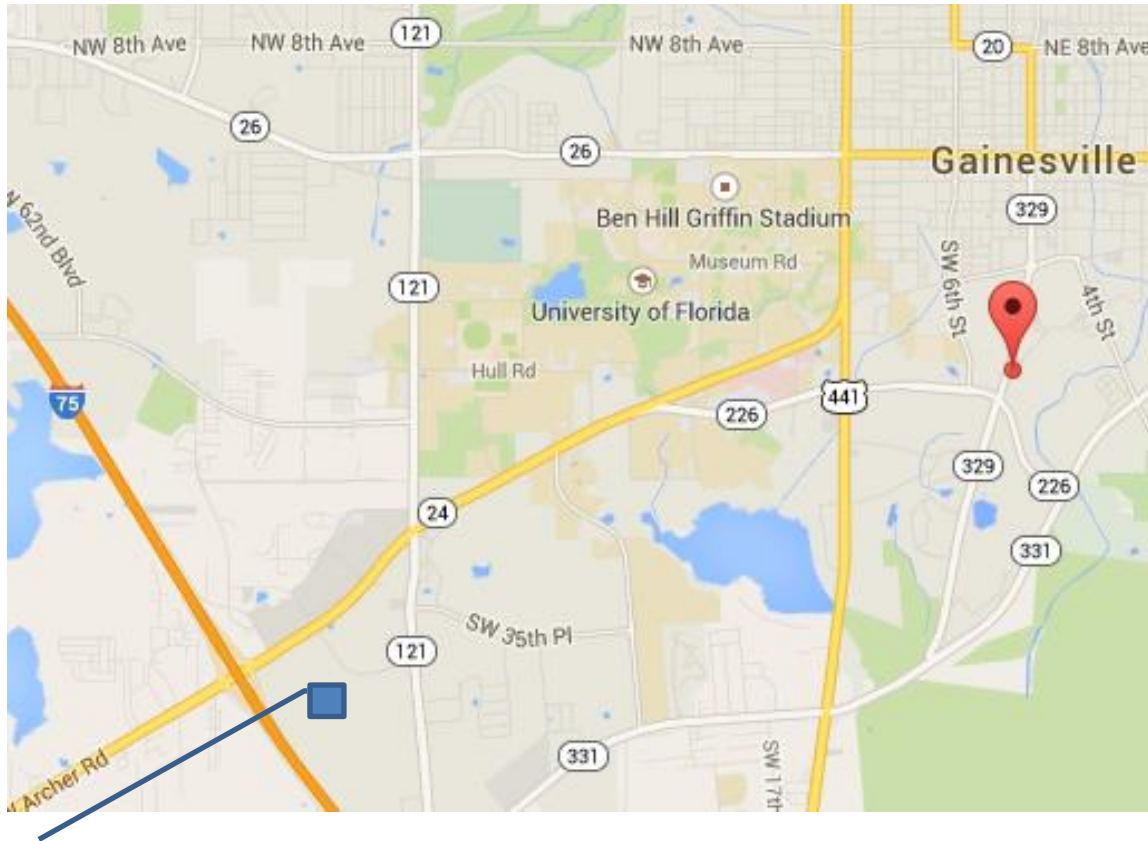 NW 8th Ave
NW 8th Ave
121
NW 8th Ave
20
NE 8th Ave
26
26
Gainesville
Ben Hill Griffin Stadium
329
62nd Blvd
Museum Rd
SW 6th St
4th St
121
University of Florida
Hull Rd
75
441
226
329
226
24
331
SW 35th Pl
121
331
SW 17th
Archer Rd